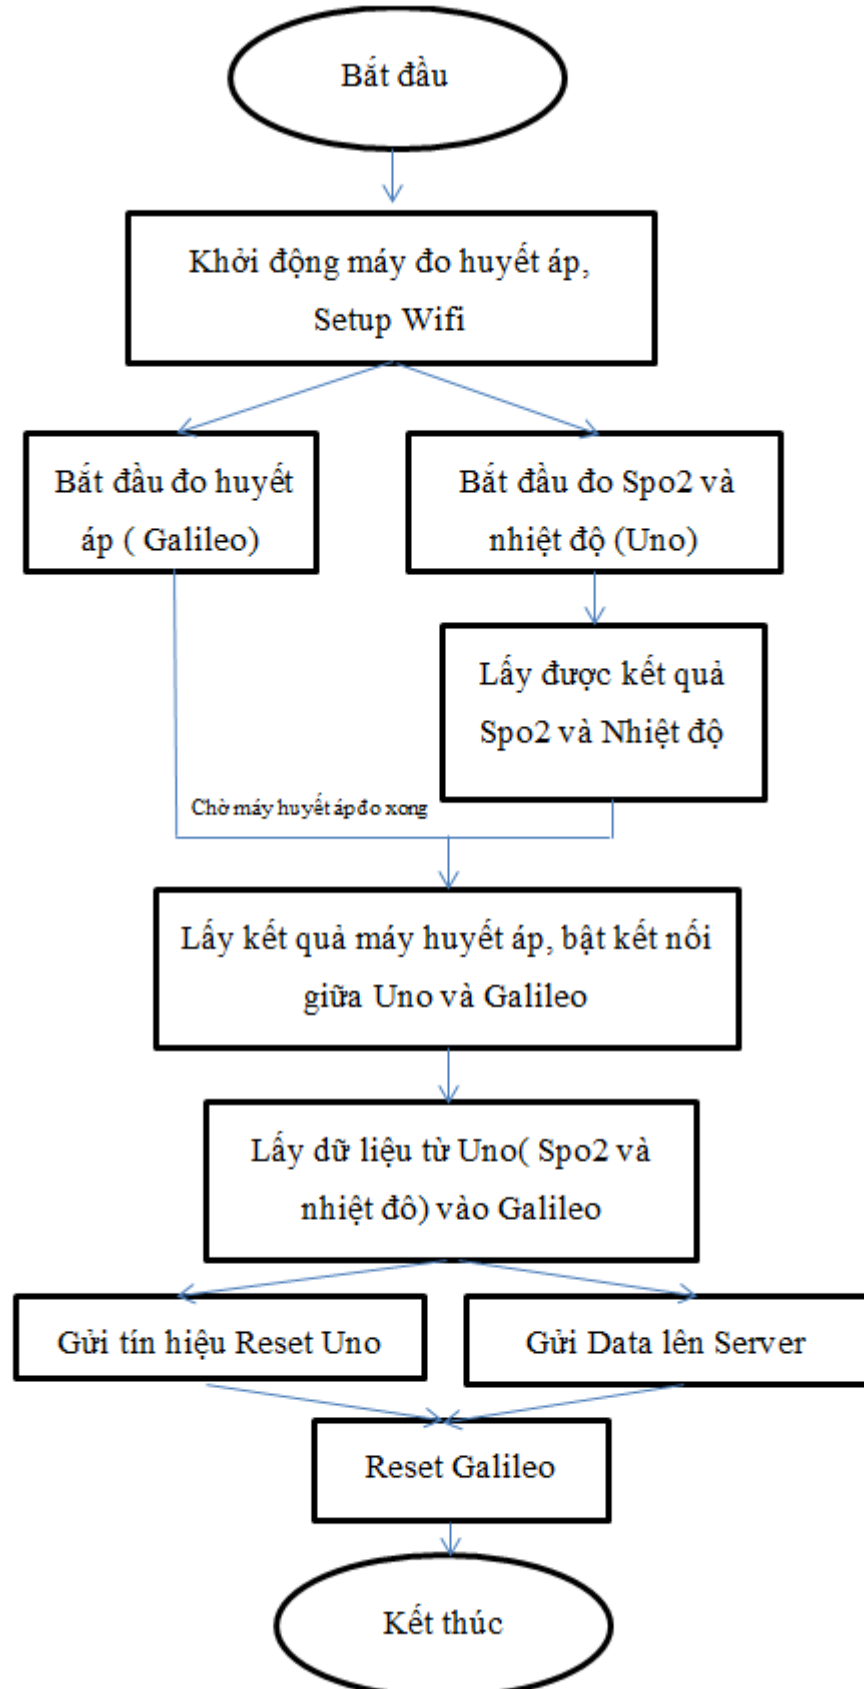 Bắt đầu
Khởi động máy đo huyết áp,
Setup Wifi
Bắt đầu đo huyết
áp ( Galileo)
Bắt đầu đo Spo2 và
nhiệt độ (Uno)
Lấy được kết quả
Spo2 và Nhiệt độ
Chờ máy huyết áp đo xong
Lấy kết quả máy huyết áp, bật kết nối
giữa Uno và Galileo
Lấy dữ liệu từ Uno( Spo2 và
nhiệt đô) vào Galileo
Gửi tín hiệu Reset Uno
Gửi Data lên Server
Reset Galileo
Kết thúc